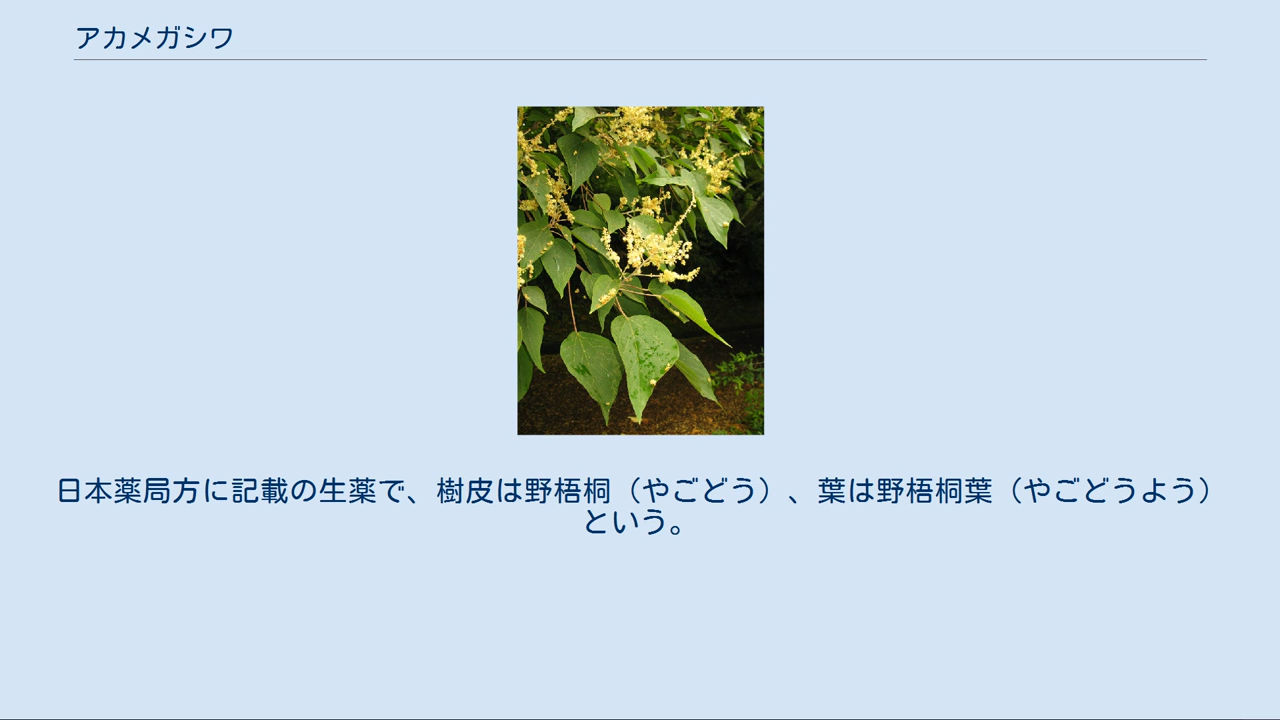 アカメガシワ
日本薬局方に記載の生薬で、樹皮は野梧桐（やごどう）、葉は野梧桐葉（やごどうよう）
という。